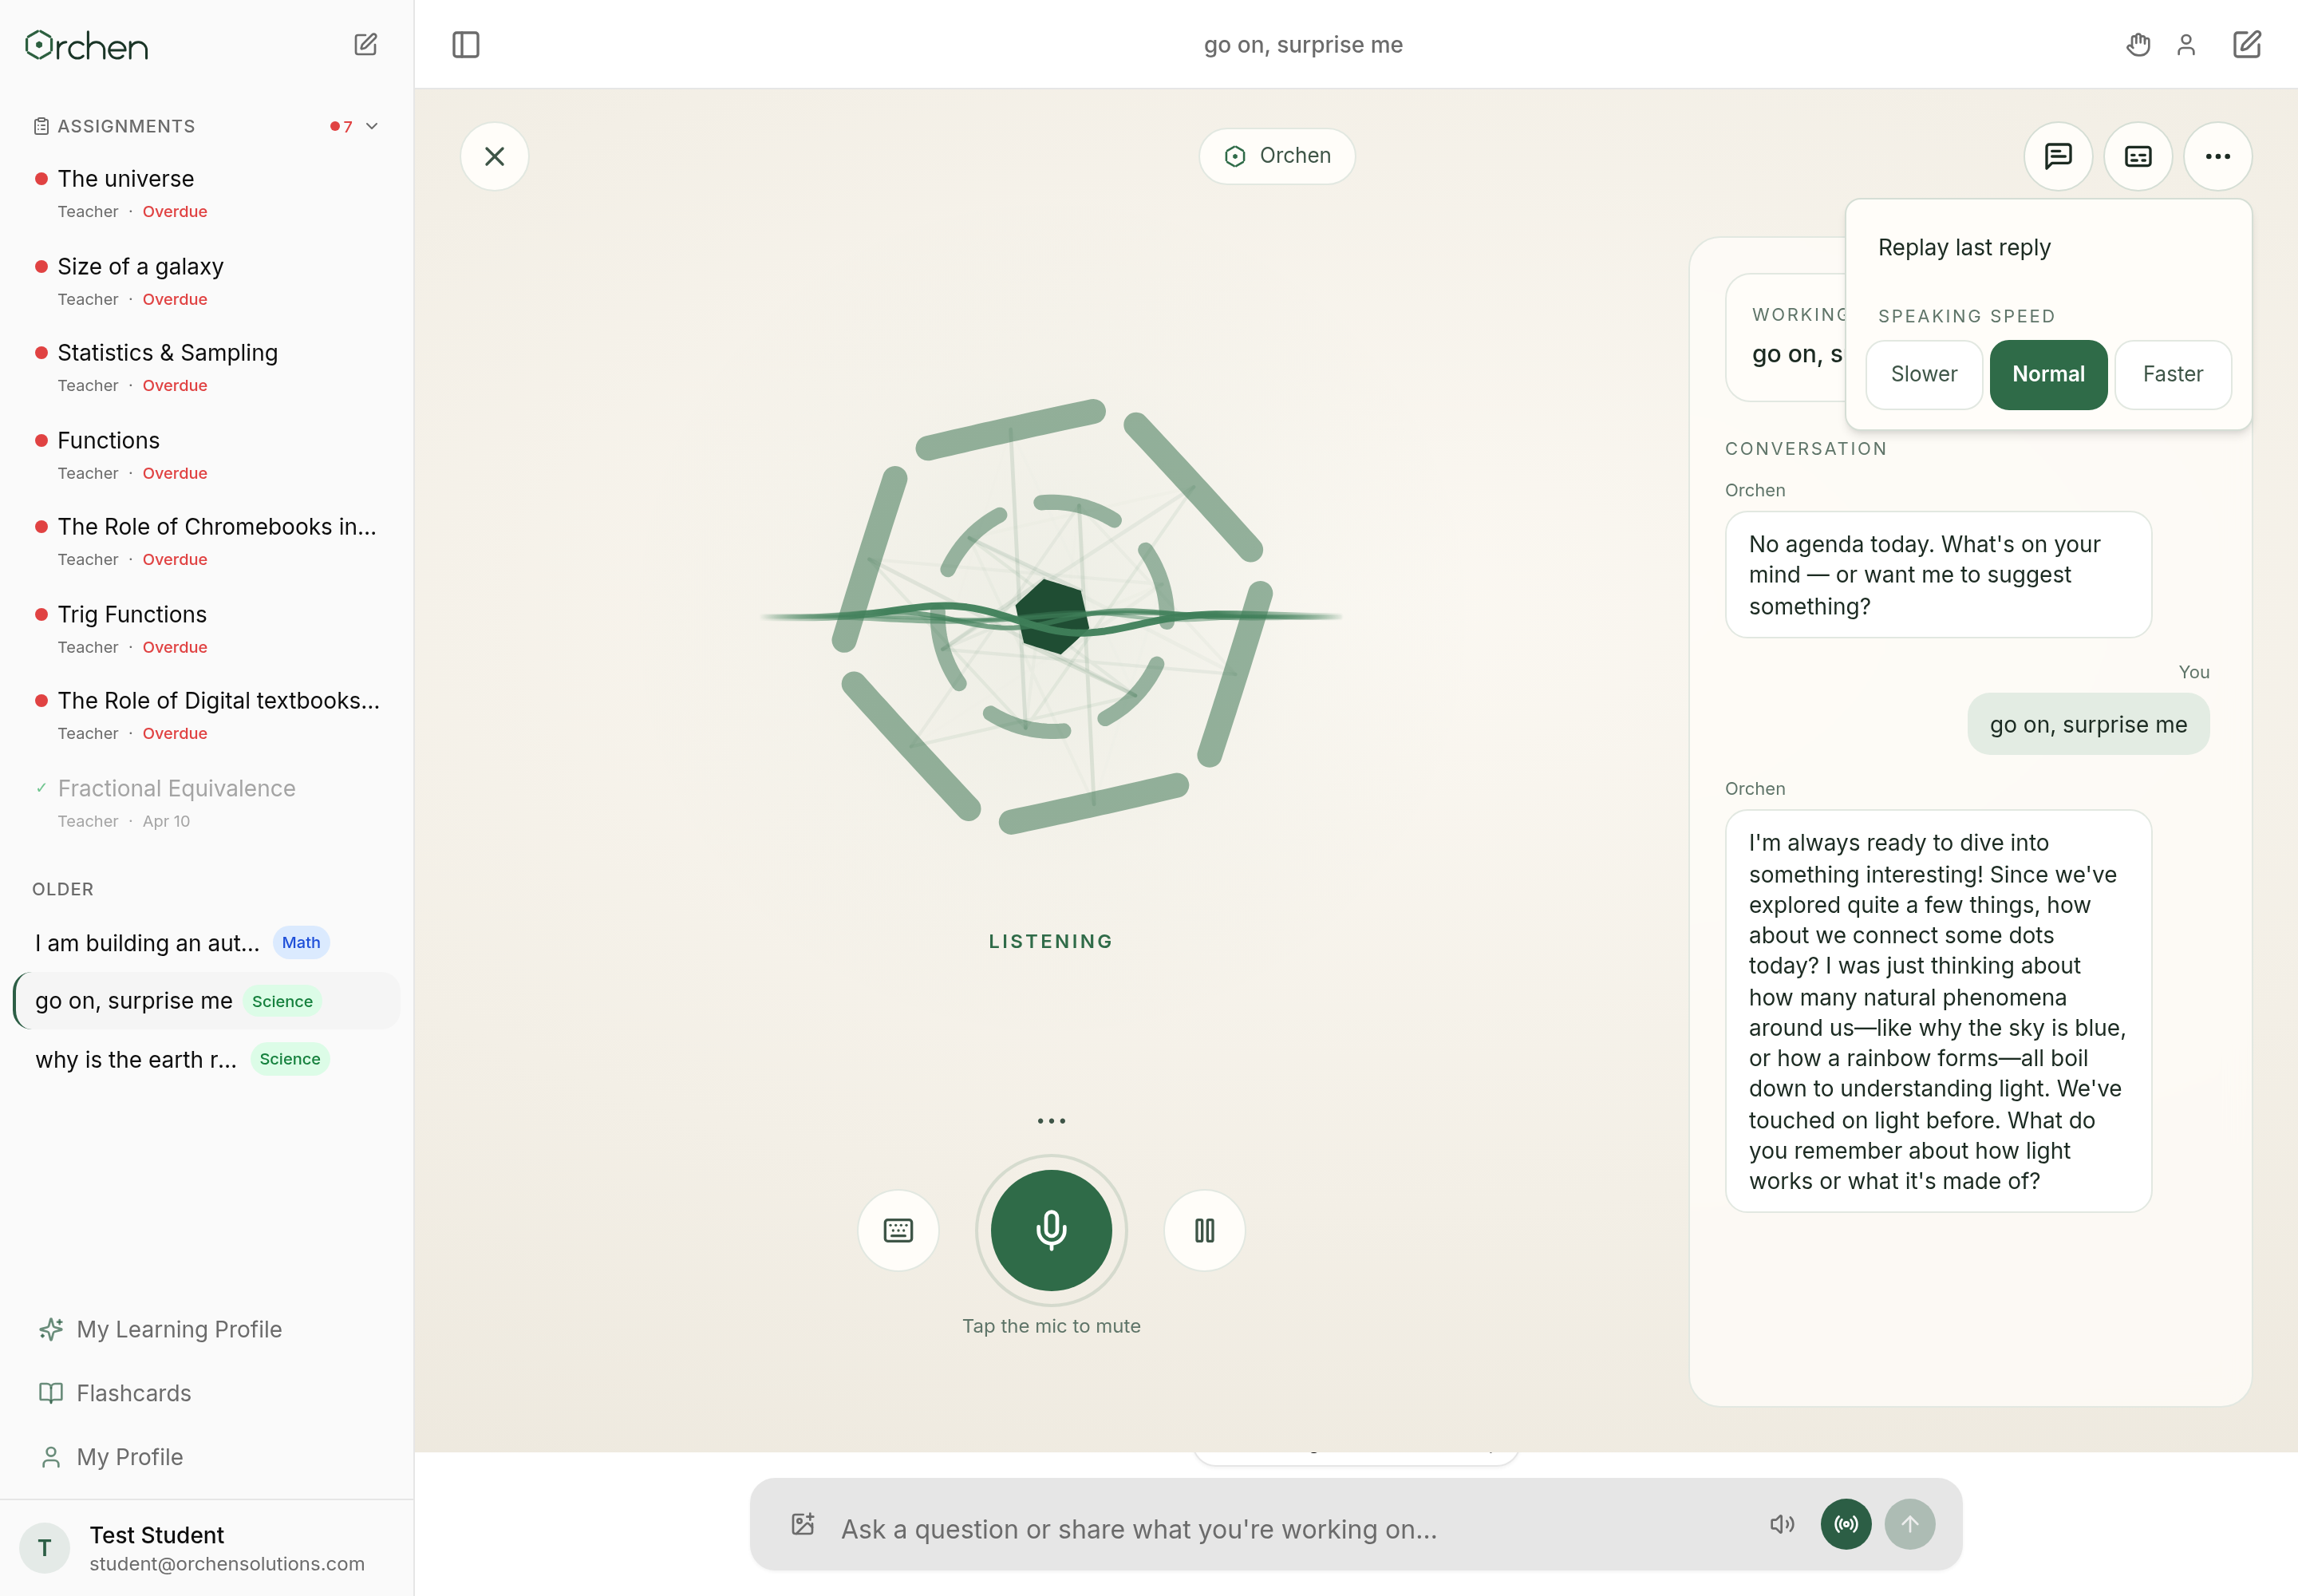 Orchen
ASSIGNMENTS
7
The universe
Teacher · Overdue
Size of a galaxy
Teacher · Overdue
Statistics & Sampling
Teacher · Overdue
Functions
Teacher · Overdue
The Role of Chromebooks in...
Teacher · Overdue
Trig Functions
Teacher · Overdue
The Role of Digital textbooks...
Teacher · Overdue
✓ Fractional Equivalence
Teacher · Apr 10
OLDER
I am building an aut... Math
go on, surprise me Science
why is the earth r... Science
My Learning Profile
Flashcards
My Profile
T
Test Student
student@orchensolutions.com
go on, surprise me
Orchen
LISTENING
Tap the mic to mute
Replay last reply
SPEAKING SPEED
Slower Normal Faster
WORKING
go on, s
CONVERSATION
Orchen
No agenda today. What's on your
mind — or want me to suggest
something?
You
go on, surprise me
Orchen
I'm always ready to dive into
something interesting! Since we've
explored quite a few things, how
about we connect some dots
today? I was just thinking about
how many natural phenomena
around us—like why the sky is blue,
or how a rainbow forms—all boil
down to understanding light. We've
touched on light before. What do
you remember about how light
works or what it's made of?
Ask a question or share what you're working on...